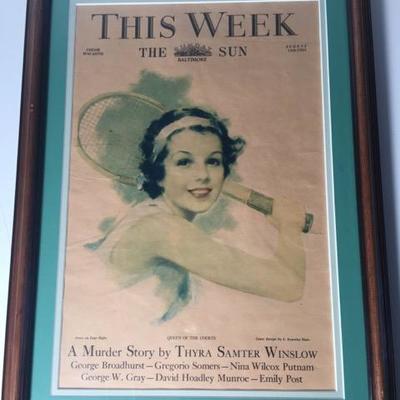 THIS WEEK
THE SUN
BALTIMORE
AUGUST
QUEEN OF THE COURTS
A Murder Story by THYRA SAMTER WINSLOW
George Broadhurst—Gregorio Somers—Nina Wilcox Putnam
George W. Gray—David Hoadley Munroe—Emily Post